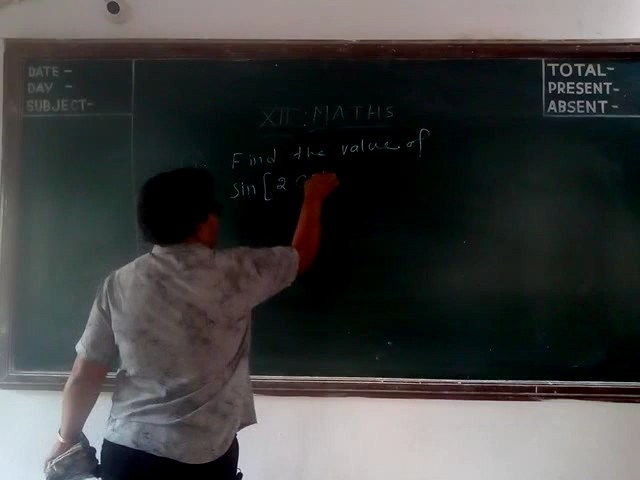 DATE -
DAY -
SUBJECT-
TOTAL-
PRESENT-
ABSENT-
XII: MATHS
Find the value of
sin [2